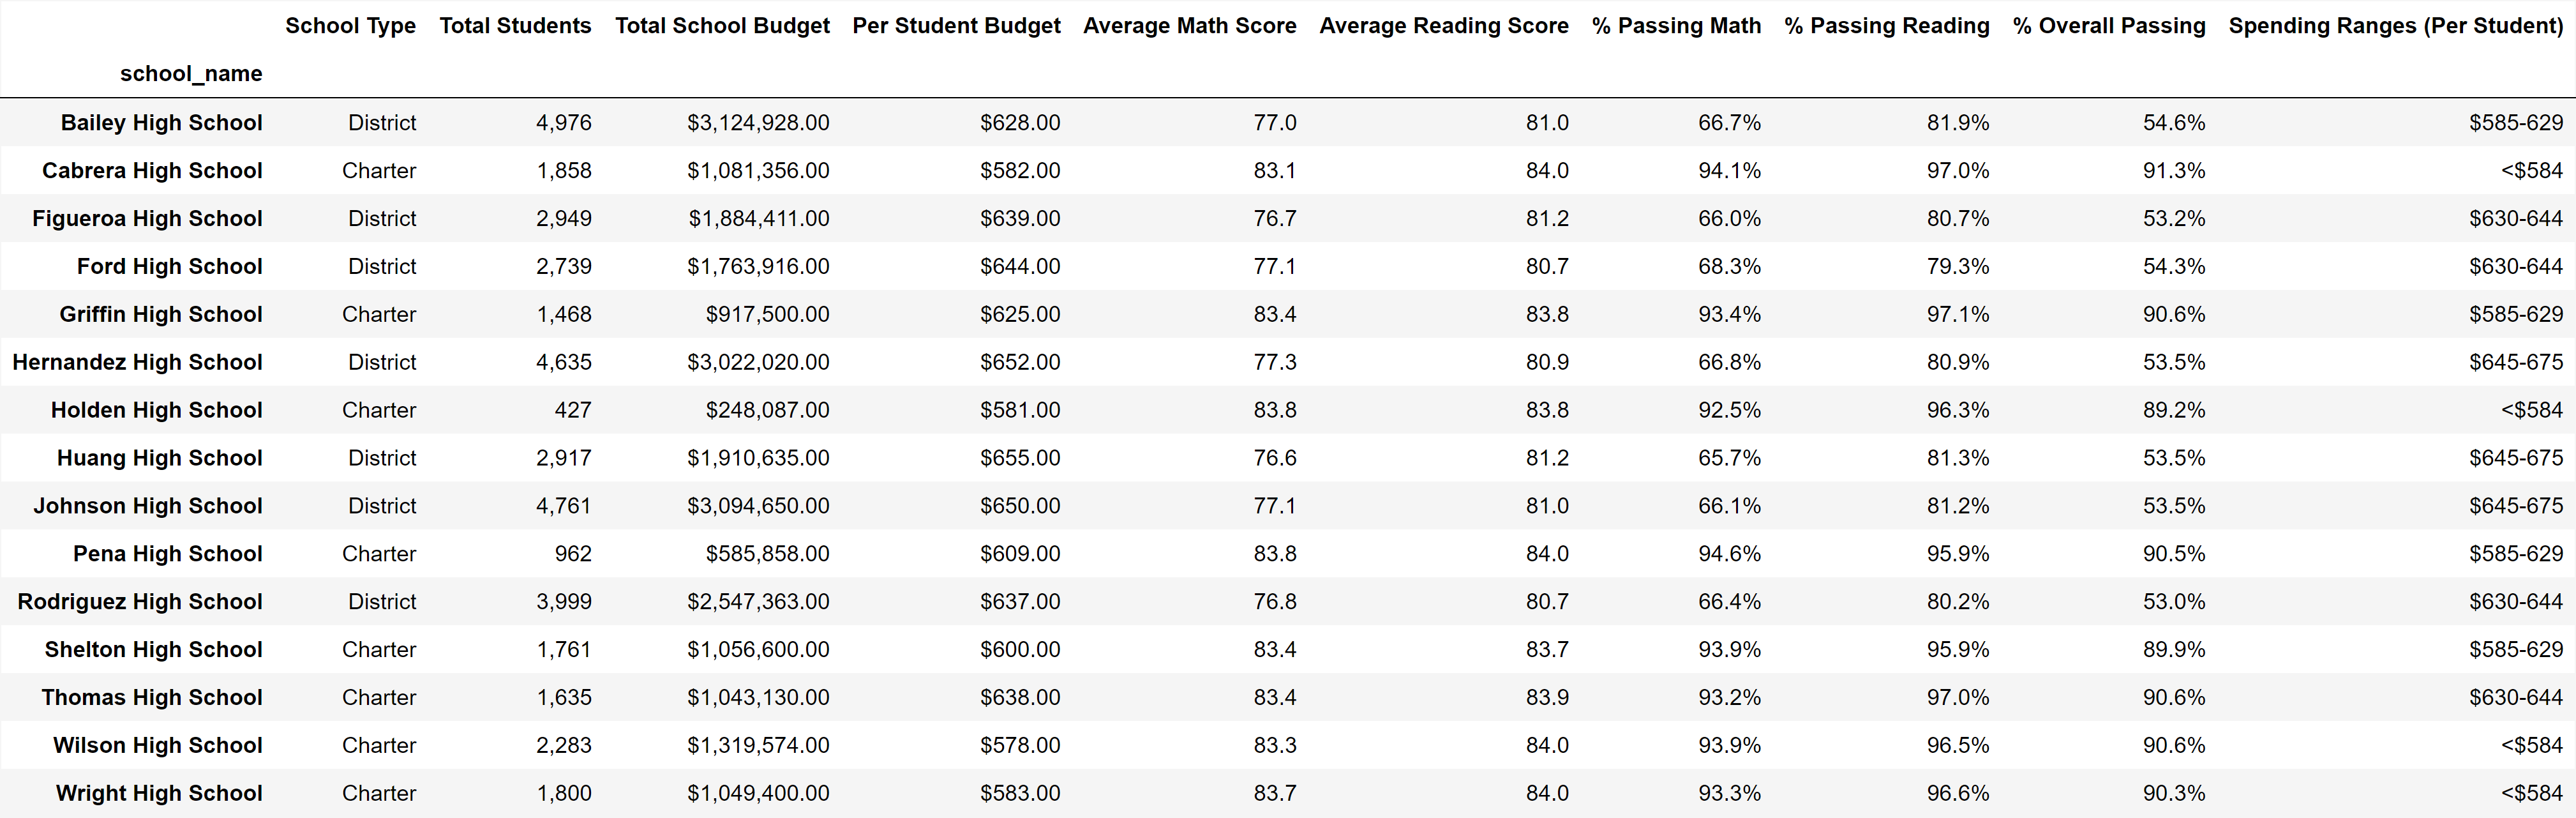 School Type Total Students Total School Budget Per Student Budget Average Math Score Average Reading Score % Passing Math % Passing Reading % Overall Passing Spending Ranges (Per Student)
school_name
Bailey High School District 4,976 $3,124,928.00 $628.00 77.0 81.0 66.7% 81.9% 54.6% $585-629
Cabrera High School Charter 1,858 $1,081,356.00 $582.00 83.1 84.0 94.1% 97.0% 91.3% <$584
Figueroa High School District 2,949 $1,884,411.00 $639.00 76.7 81.2 66.0% 80.7% 53.2% $630-644
Ford High School District 2,739 $1,763,916.00 $644.00 77.1 80.7 68.3% 79.3% 54.3% $630-644
Griffin High School Charter 1,468 $917,500.00 $625.00 83.4 83.8 93.4% 97.1% 90.6% $585-629
Hernandez High School District 4,635 $3,022,020.00 $652.00 77.3 80.9 66.8% 80.9% 53.5% $645-675
Holden High School Charter 427 $248,087.00 $581.00 83.8 83.8 92.5% 96.3% 89.2% <$584
Huang High School District 2,917 $1,910,635.00 $655.00 76.6 81.2 65.7% 81.3% 53.5% $645-675
Johnson High School District 4,761 $3,094,650.00 $650.00 77.1 81.0 66.1% 81.2% 53.5% $645-675
Pena High School Charter 962 $585,858.00 $609.00 83.8 84.0 94.6% 95.9% 90.5% $585-629
Rodriguez High School District 3,999 $2,547,363.00 $637.00 76.8 80.7 66.4% 80.2% 53.0% $630-644
Shelton High School Charter 1,761 $1,056,600.00 $600.00 83.4 83.7 93.9% 95.9% 89.9% $585-629
Thomas High School Charter 1,635 $1,043,130.00 $638.00 83.4 83.9 93.2% 97.0% 90.6% $630-644
Wilson High School Charter 2,283 $1,319,574.00 $578.00 83.3 84.0 93.9% 96.5% 90.6% <$584
Wright High School Charter 1,800 $1,049,400.00 $583.00 83.7 84.0 93.3% 96.6% 90.3% <$584